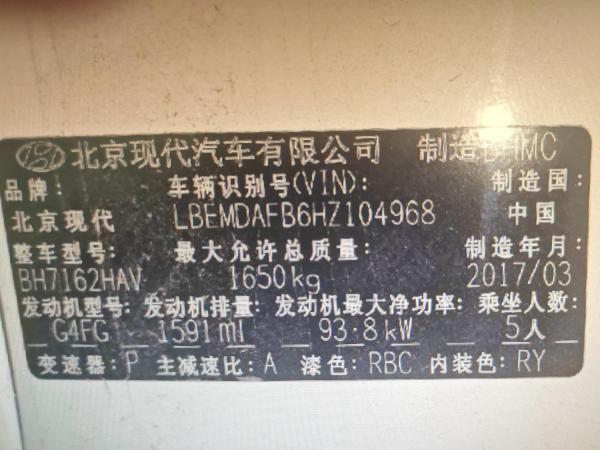 北京现代汽车有限公司 制造BHMC
品牌: 车辆识别号(VIN): 制造国:
北京现代 LBEMDAFB6HZ104968 中国
整车型号: 最大允许总质量: 制造年月:
BH7162HAV 1650kg 2017/03
发动机型号: 发动机排量: 发动机最大净功率: 乘坐人数:
G4FG 1591ml 93.8kW 5人
变速器: P 主减速比: A 漆色: RBC 内装色: RY